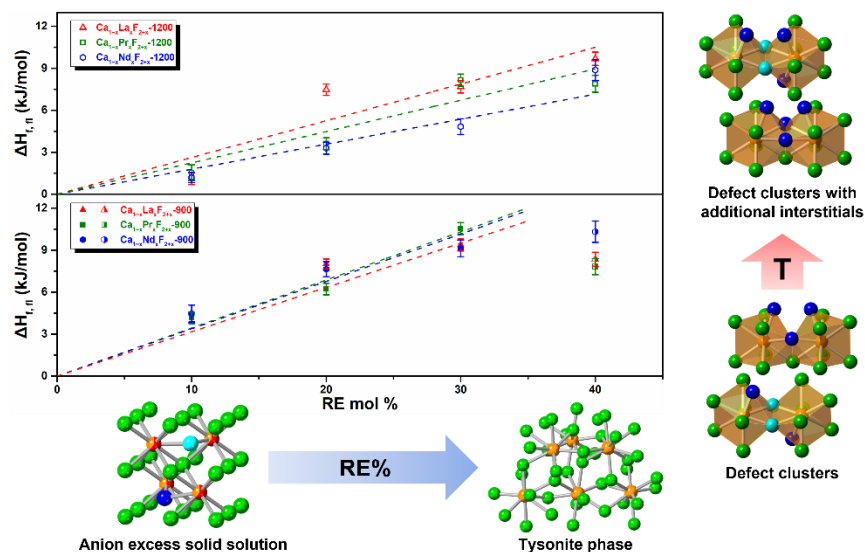 12
9
6
3
0
ΔH_f,fl (kJ/mol)
Ca₁₋ₓLaₓF₂₊ₓ-1200
Ca₁₋ₓPrₓF₂₊ₓ-1200
Ca₁₋ₓNdₓF₂₊ₓ-1200
12
9
6
3
0
ΔH_f,fl (kJ/mol)
Ca₁₋ₓLaₓF₂₊ₓ-900
Ca₁₋ₓPrₓF₂₊ₓ-900
Ca₁₋ₓNdₓF₂₊ₓ-900
0 10 20 30 40
RE mol %
Defect clusters with
additional interstitials
T
Defect clusters
RE%
Anion excess solid solution
Tysonite phase